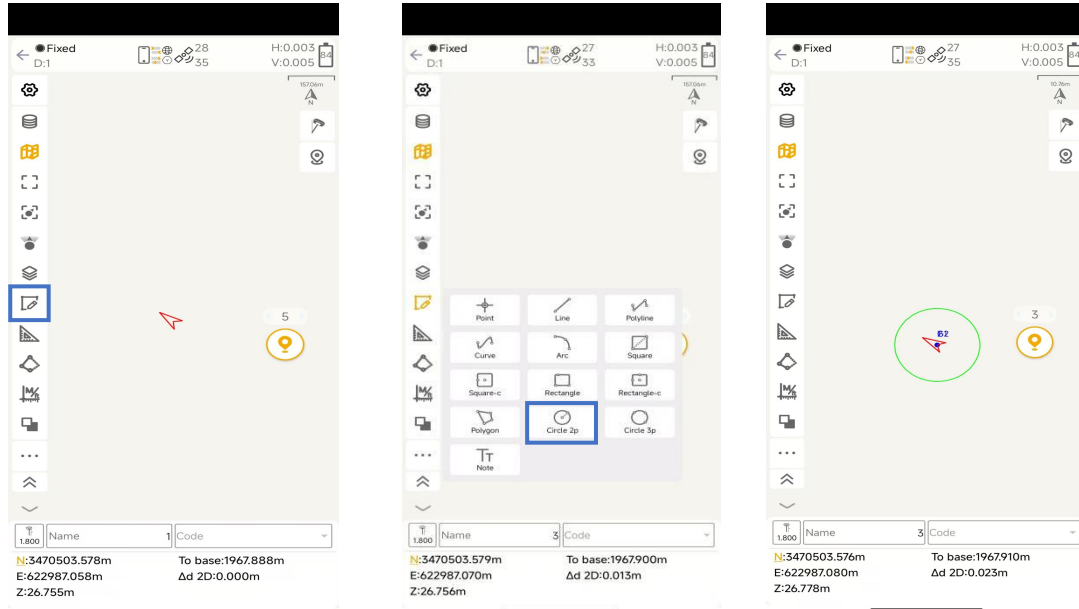 Fixed
D:1
28
35
H:0.003
V:0.005
84
157.06m
N
5
1.800
Name 1
Code
N:3470503.578m
To base:1967.888m
E:622987.058m
Δd 2D:0.000m
Z:26.755m
Fixed
D:1
27
33
H:0.003
V:0.005
84
157.06m
N
Point
Line
Polyline
Curve
Arc
Square
Square-c
Rectangle
Rectangle-c
Polygon
Circle 2p
Circle 3p
Note
1.800
Name 3
Code
N:3470503.579m
To base:1967.900m
E:622987.070m
Δd 2D:0.013m
Z:26.756m
Fixed
D:1
27
35
H:0.003
V:0.005
84
10.76m
N
3
1.800
Name 3
Code
N:3470503.576m
To base:1967.910m
E:622987.080m
Δd 2D:0.023m
Z:26.778m